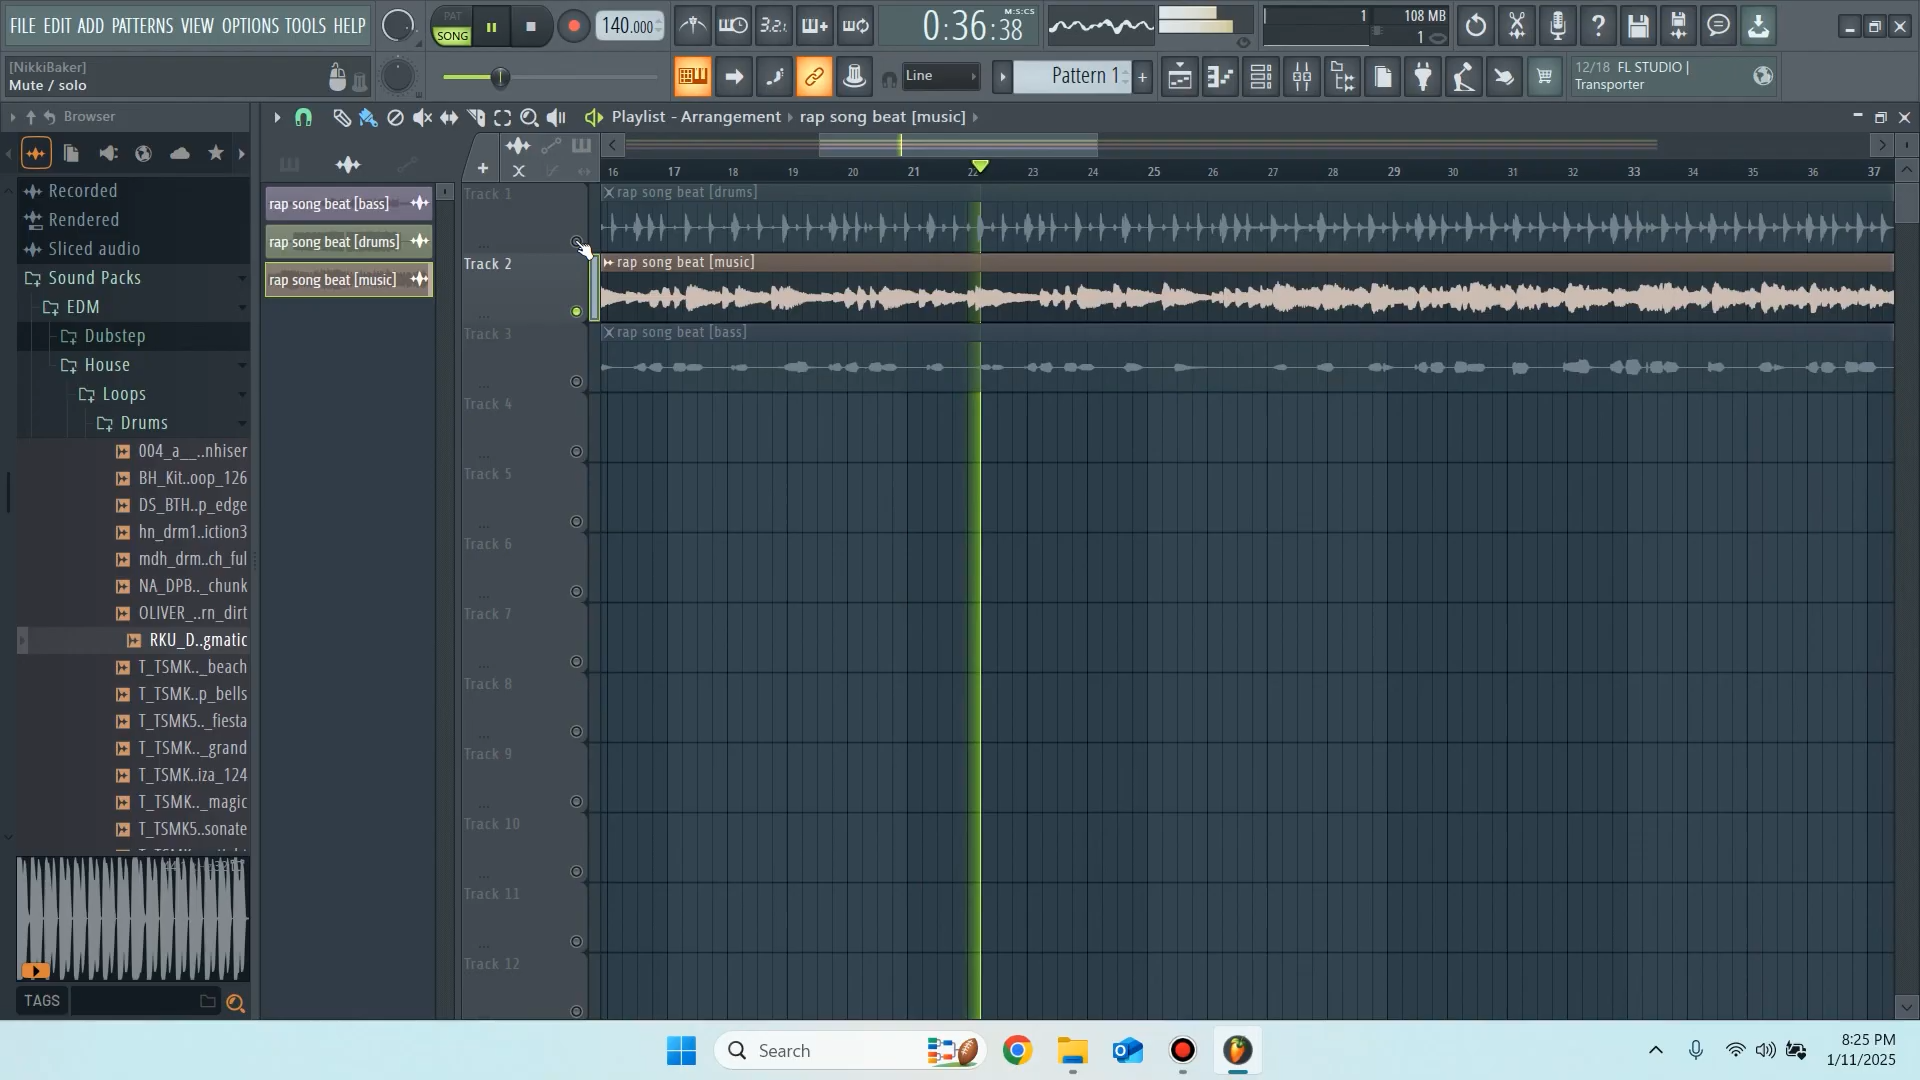 FILE EDIT ADD PATTERNS VIEW OPTIONS TOOLS HELP
PAT
SONG
140.000
3.2.1
0:36:38
M:S:CS
1
108 MB
1
[NikkiBaker]
Mute / solo
Line
Pattern 1
+
12/18 FL STUDIO |
Transporter
Browser
Playlist - Arrangement
rap song beat [music]
16 17 18 19 20 21 22 23 24 25 26 27 28 29 30 31 32 33 34 35 36 37
Recorded
Rendered
Sliced audio
Sound Packs
EDM
Dubstep
House
Loops
Drums
004_a__..nhiser
BH_Kit..oop_126
DS_BTH..p_edge
hn_drm1..iction3
mdh_drm..ch_ful
NA_DPB.._chunk
OLIVER_..rn_dirt
RKU_D..gmatic
T_TSMK.._beach
T_TSMK..p_bells
T_TSMK5.._fiesta
T_TSMK.._grand
T_TSMK..iza_124
T_TSMK.._magic
T_TSMK5..sonate
TAGS
rap song beat [bass]
rap song beat [drums]
rap song beat [music]
Track 1
rap song beat [drums]
Track 2
rap song beat [music]
Track 3
rap song beat [bass]
Track 4
Track 5
Track 6
Track 7
Track 8
Track 9
Track 10
Track 11
Track 12
Search
8:25 PM
1/11/2025